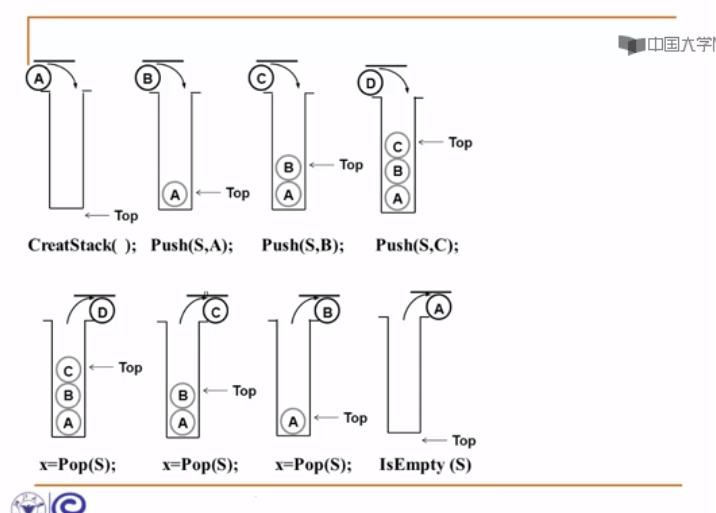 中国大学M
A B C D
C Top
B B Top B
A Top A A
Top
CreatStack( ); Push(S,A); Push(S,B); Push(S,C);
D C B A
C Top
B B Top
A A A Top
Top
x=Pop(S); x=Pop(S); x=Pop(S); IsEmpty (S)